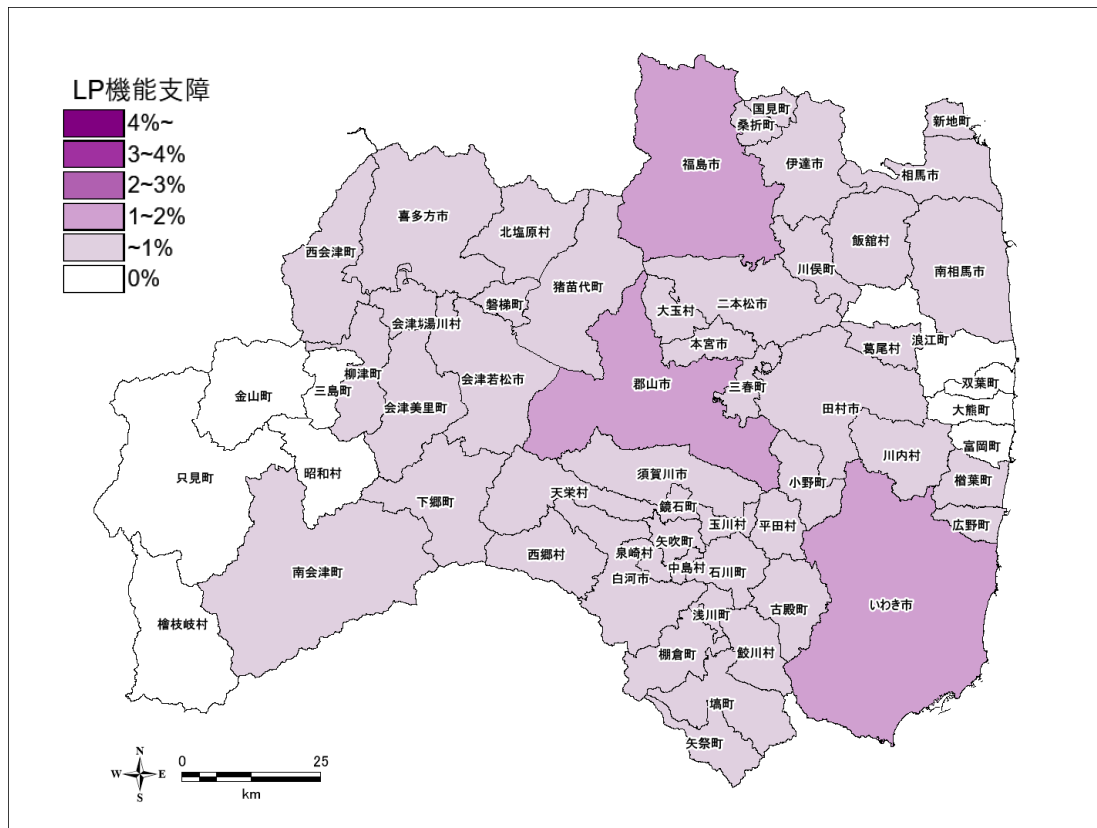 LP機能支障
4%~
3~4%
2~3%
1~2%
~1%
0%
国見町
桑折町
新地町
福島市
伊達市
相馬市
喜多方市
北塩原村
飯舘村
西会津町
川俣町
南相馬市
猪苗代町
磐梯町
大玉村
二本松市
会津
湯川村
本宮市
浪江町
葛尾村
柳津町
会津若松市
郡山市
三春町
双葉町
三島町
金山町
会津美里町
田村市
大熊町
富岡町
川内村
昭和村
須賀川市
只見町
小野町
楢葉町
下郷町
天栄村
鏡石町
玉川村
平田村
広野町
矢吹町
西郷村
泉崎村
中島村
石川町
南会津町
白河市
いわき市
浅川町
古殿町
檜枝岐村
棚倉町
鮫川村
塙町
矢祭町
N
W
E
S
0
25
km